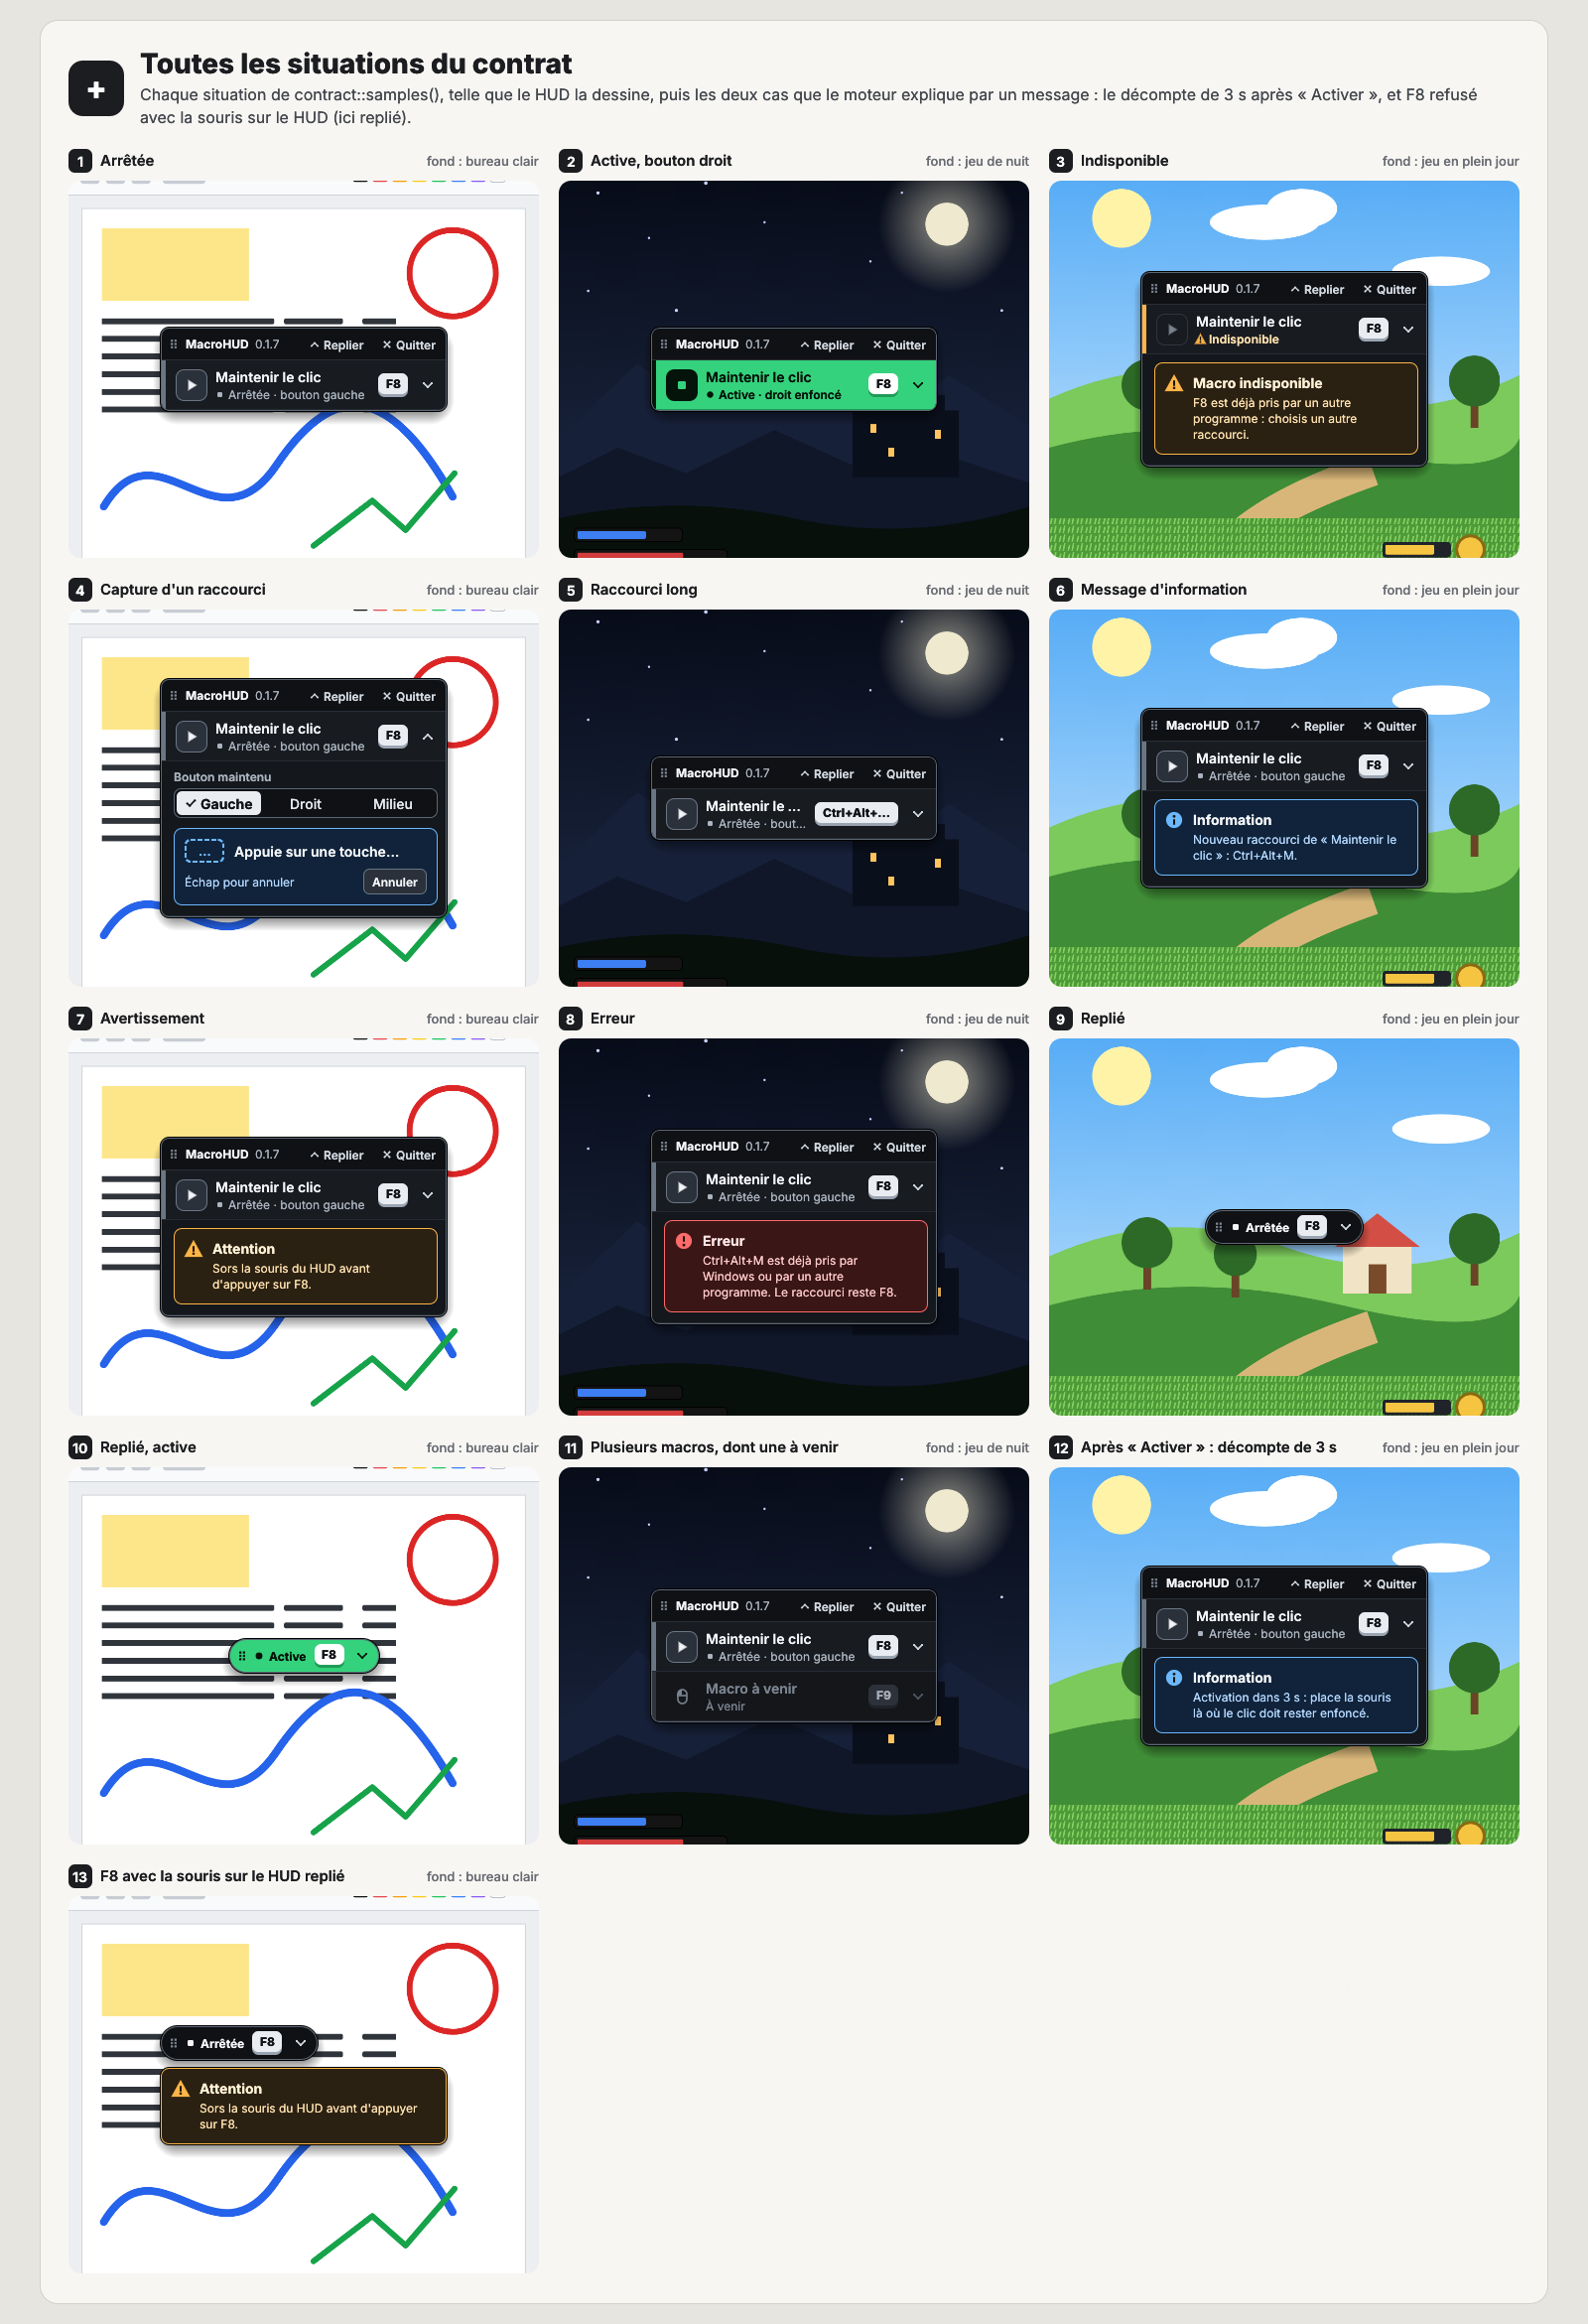 Toutes les situations du contrat
Chaque situation de contract::samples(), telle que le HUD la dessine, puis les deux cas que le moteur explique par un message : le décompte de 3 s après « Activer », et F8 refusé
avec la souris sur le HUD (ici replié).
1 Arrêtée fond : bureau clair
MacroHUD 0.1.7 Replier Quitter
Maintenir le clic F8
Arrêtée · bouton gauche
2 Active, bouton droit fond : jeu de nuit
MacroHUD 0.1.7 Replier Quitter
Maintenir le clic F8
Active · droit enfoncé
3 Indisponible fond : jeu en plein jour
MacroHUD 0.1.7 Replier Quitter
Maintenir le clic F8
Indisponible
Macro indisponible
F8 est déjà pris par un autre
programme : choisis un autre
raccourci.
4 Capture d'un raccourci fond : bureau clair
MacroHUD 0.1.7 Replier Quitter
Maintenir le clic F8
Arrêtée · bouton gauche
Bouton maintenu
Gauche Droit Milieu
... Appuie sur une touche...
Échap pour annuler Annuler
5 Raccourci long fond : jeu de nuit
MacroHUD 0.1.7 Replier Quitter
Maintenir le ... Ctrl+Alt+...
Arrêtée · bout...
6 Message d'information fond : jeu en plein jour
MacroHUD 0.1.7 Replier Quitter
Maintenir le clic F8
Arrêtée · bouton gauche
Information
Nouveau raccourci de « Maintenir le
clic » : Ctrl+Alt+M.
7 Avertissement fond : bureau clair
MacroHUD 0.1.7 Replier Quitter
Maintenir le clic F8
Arrêtée · bouton gauche
Attention
Sors la souris du HUD avant
d'appuyer sur F8.
8 Erreur fond : jeu de nuit
MacroHUD 0.1.7 Replier Quitter
Maintenir le clic F8
Arrêtée · bouton gauche
Erreur
Ctrl+Alt+M est déjà pris par
Windows ou par un autre
programme. Le raccourci reste F8.
9 Replié fond : jeu en plein jour
Arrêtée F8
10 Replié, active fond : bureau clair
Active F8
11 Plusieurs macros, dont une à venir fond : jeu de nuit
MacroHUD 0.1.7 Replier Quitter
Maintenir le clic F8
Arrêtée · bouton gauche
Macro à venir F9
À venir
12 Après « Activer » : décompte de 3 s fond : jeu en plein jour
MacroHUD 0.1.7 Replier Quitter
Maintenir le clic F8
Arrêtée · bouton gauche
Information
Activation dans 3 s : place la souris
là où le clic doit rester enfoncé.
13 F8 avec la souris sur le HUD replié fond : bureau clair
Arrêtée F8
Attention
Sors la souris du HUD avant d'appuyer
sur F8.